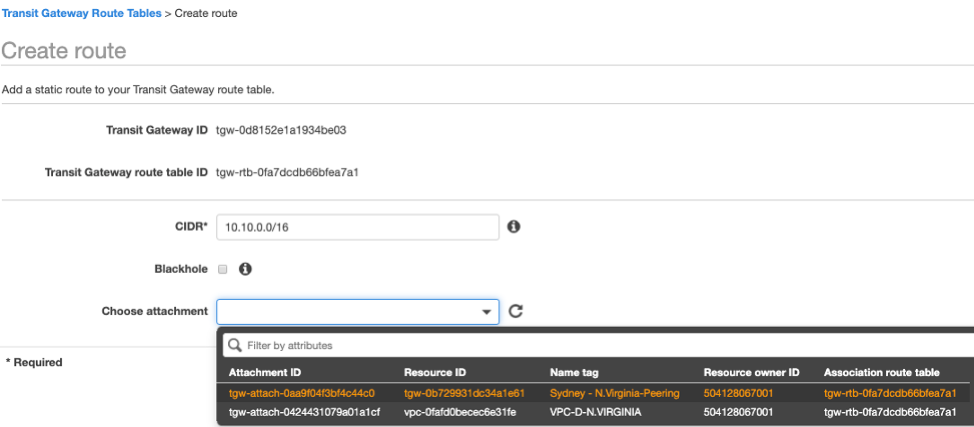 Transit Gateway Route Tables > Create route
Create route
Add a static route to your Transit Gateway route table.
Transit Gateway ID tgw-0d8152e1a1934be03
Transit Gateway route table ID tgw-rtb-0fa7dcdb66bfea7a1
CIDR* 10.10.0.0/16
Blackhole
Choose attachment
* Required
Filter by attributes
Attachment ID Resource ID Name tag Resource owner ID Association route table
tgw-attach-0aa9f04f3bf4c44c0 tgw-0b729931dc34a1e61 Sydney - N.Virginia-Peering 504128067001 tgw-rtb-0fa7dcdb66bfea7a1
tgw-attach-0424431079a01a1cf vpc-0fafd0becec6e31fe VPC-D-N.VIRGINIA 504128067001 tgw-rtb-0fa7dcdb66bfea7a1